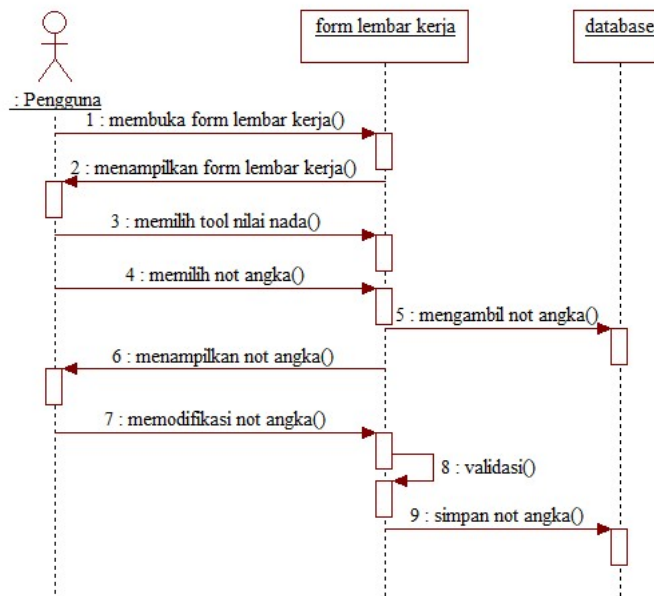 form lembar kerja
database
: Pengguna
1 : membuka form lembar kerja()
2 : menampilkan form lembar kerja()
3 : memilih tool nilai nada()
4 : memilih not angka()
5 : mengambil not angka()
6 : menampilkan not angka()
7 : memodifikasi not angka()
8 : validasi()
9 : simpan not angka()